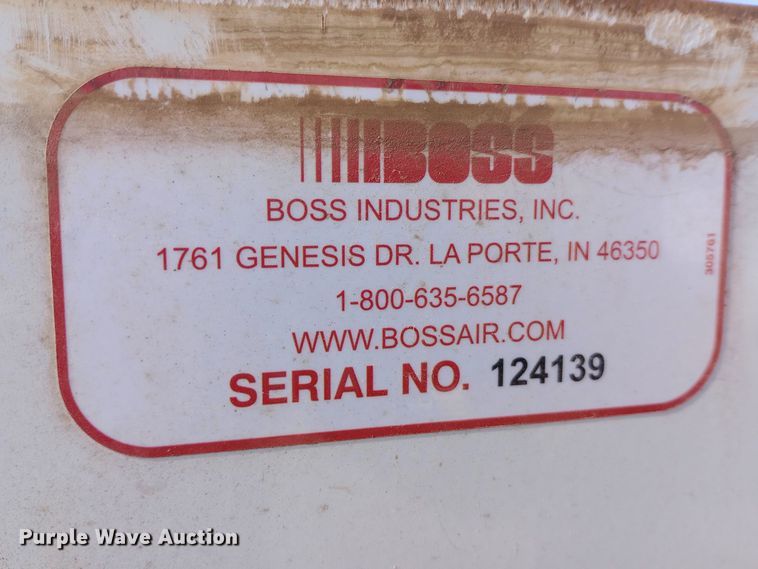 BOSS
BOSS INDUSTRIES, INC.
1761 GENESIS DR. LA PORTE, IN 46350
1-800-635-6587
WWW.BOSSAIR.COM
SERIAL NO. 124139
305761
Purple Wave Auction